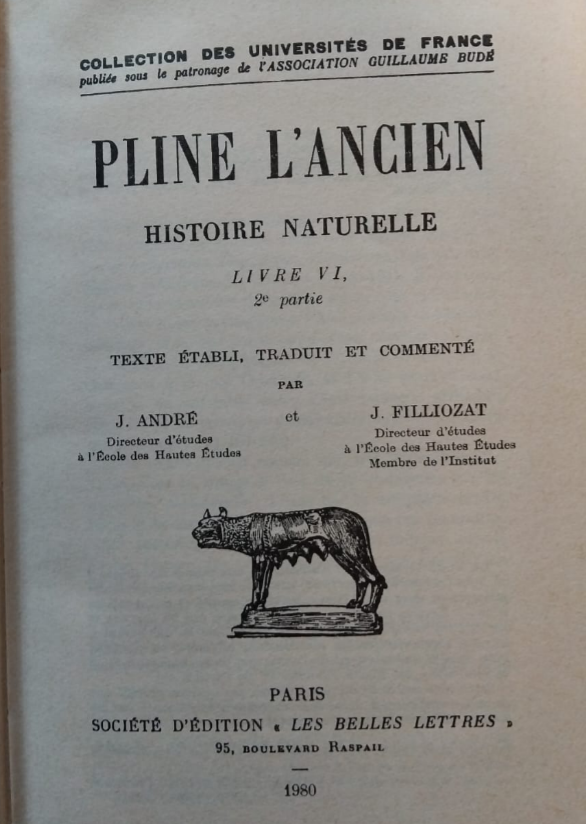 COLLECTION DES UNIVERSITÉS DE FRANCE
publiée sous le patronage de l'ASSOCIATION GUILLAUME BUDÉ
PLINE L'ANCIEN
HISTOIRE NATURELLE
LIVRE VI,
2e partie
TEXTE ÉTABLI, TRADUIT ET COMMENTÉ
PAR
J. ANDRÉ
Directeur d'études
à l'École des Hautes Études
et
J. FILLIOZAT
Directeur d'études
à l'École des Hautes Études
Membre de l'Institut
PARIS
SOCIÉTÉ D'ÉDITION « LES BELLES LETTRES »
95, BOULEVARD RASPAIL
1980